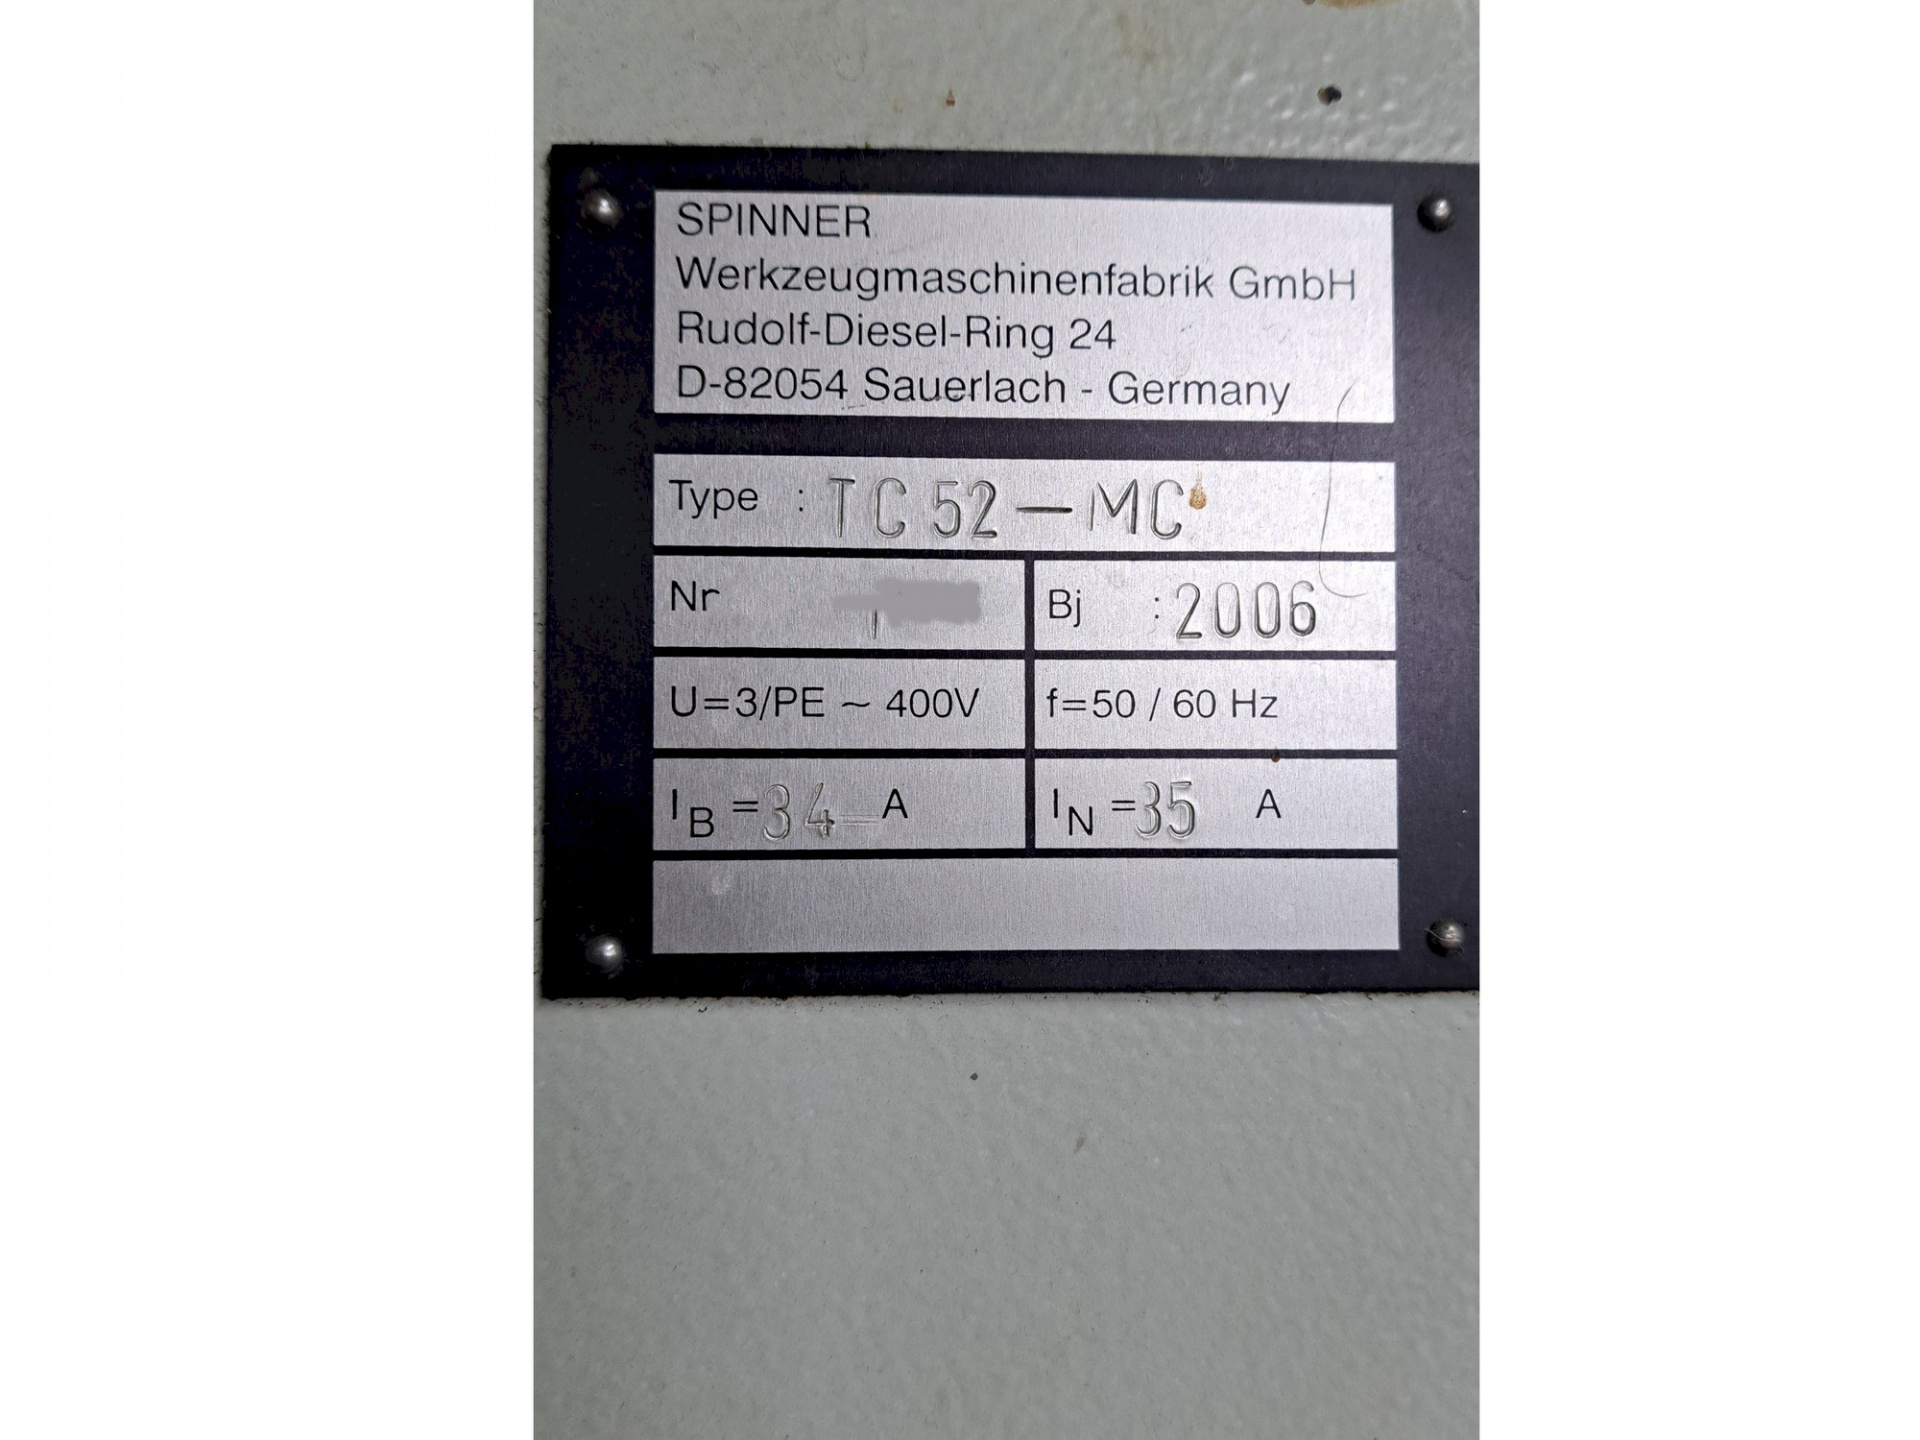 SPINNER
Werkzeugmaschinenfabrik GmbH
Rudolf-Diesel-Ring 24
D-82054 Sauerlach - Germany
Type : TC 52 — MC
Nr
Bj : 2006
U=3/PE ~ 400V
f=50 / 60 Hz
IB =34 A
IN =35 A